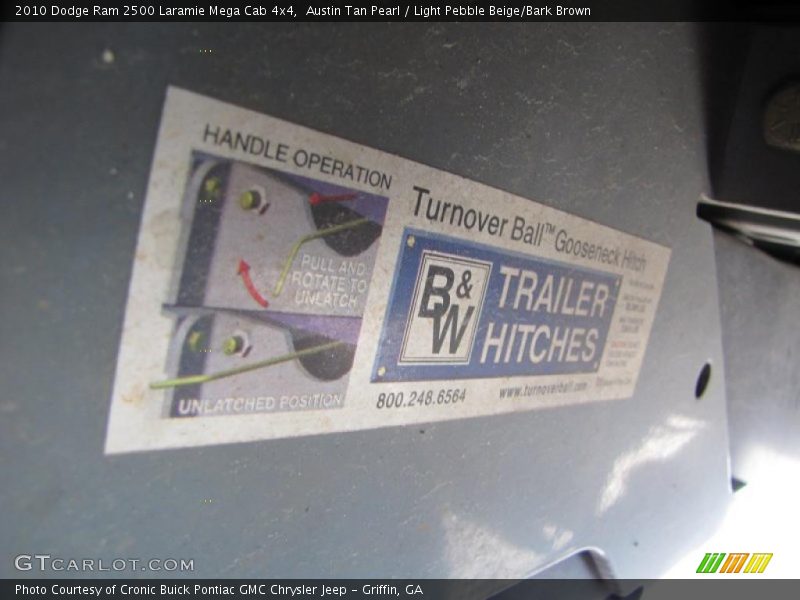 2010 Dodge Ram 2500 Laramie Mega Cab 4x4,  Austin Tan Pearl / Light Pebble Beige/Bark Brown
HANDLE OPERATION
PULL AND
ROTATE TO
UNLATCH
UNLATCHED POSITION
Turnover Ball™ Gooseneck Hitch
B&W
TRAILER
HITCHES
800.248.6564
www.turnoverball.com
GTCARLOT.COM
Photo Courtesy of Cronic Buick Pontiac GMC Chrysler Jeep - Griffin, GA